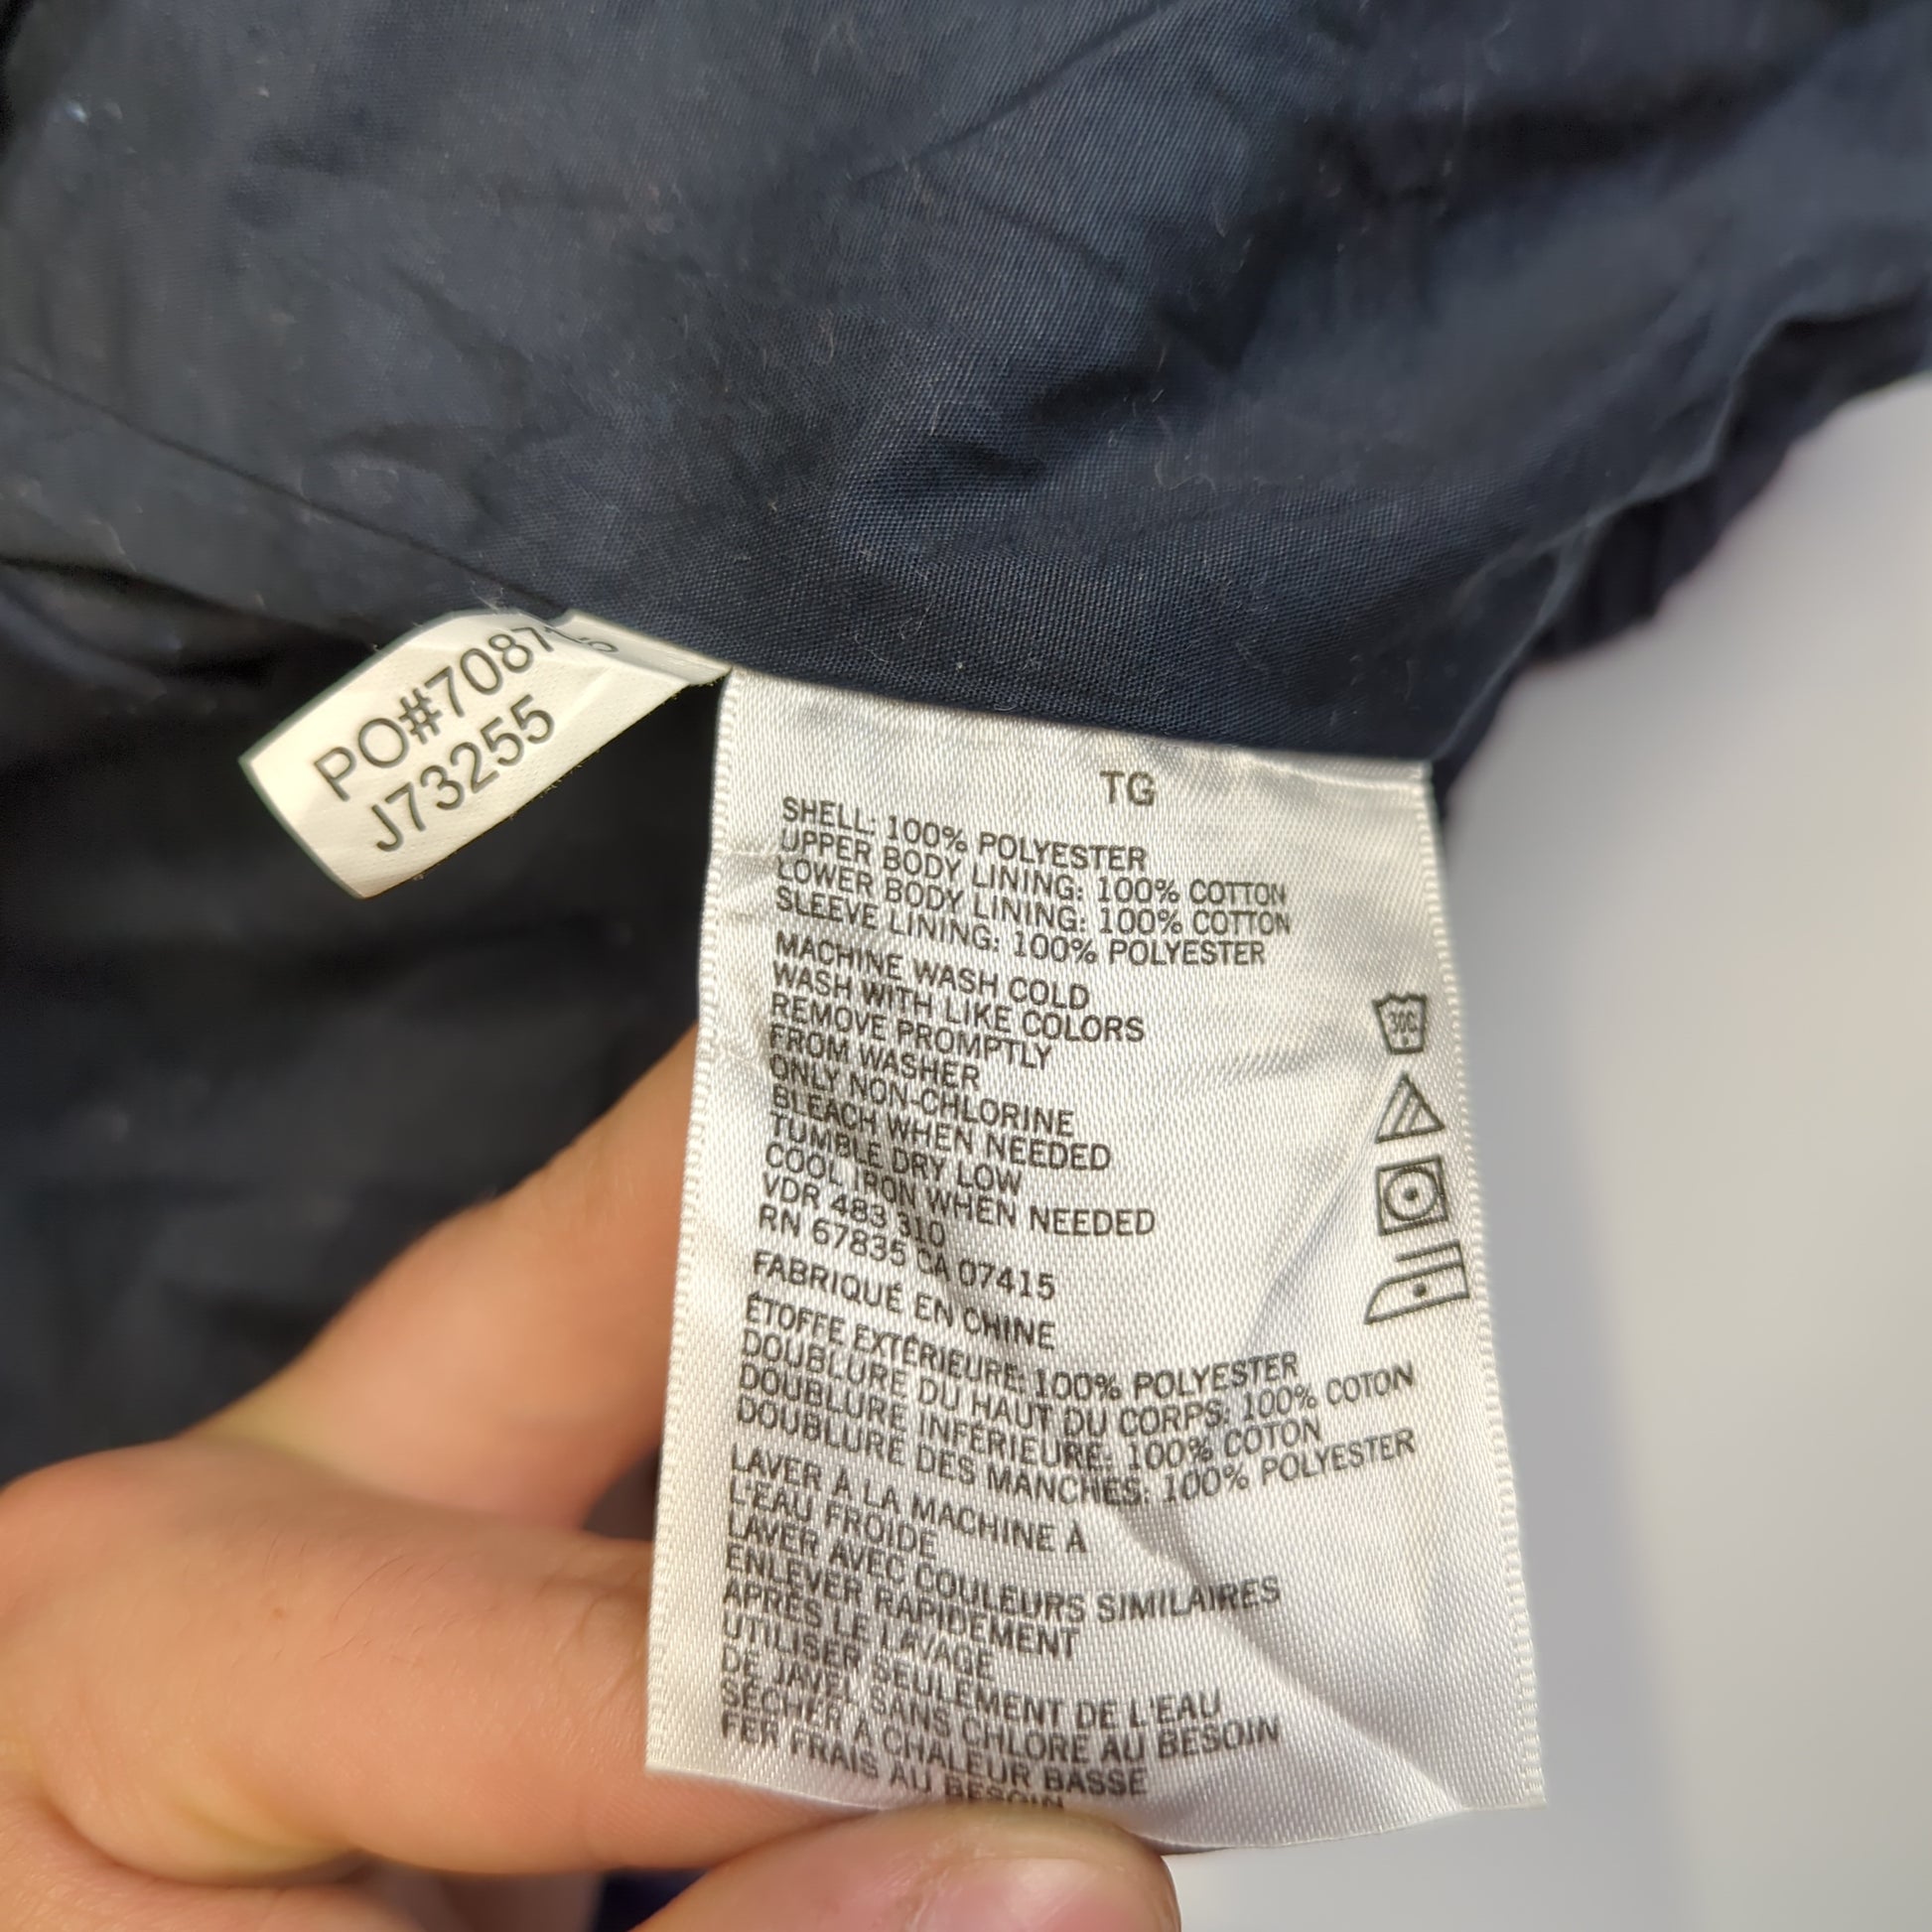 PO#7087
J73255
TG
SHELL: 100% POLYESTER
UPPER BODY LINING: 100% COTTON
LOWER BODY LINING: 100% COTTON
SLEEVE LINING: 100% POLYESTER
MACHINE WASH COLD
WASH WITH LIKE COLORS
REMOVE PROMPTLY
FROM WASHER
ONLY NON-CHLORINE
BLEACH WHEN NEEDED
TUMBLE DRY LOW
COOL IRON WHEN NEEDED
VDR 483 310
RN 67835 CA 07415
30C
FABRIQUÉ EN CHINE
ÉTOFFE EXTÉRIEURE: 100% POLYESTER
DOUBLURE DU HAUT DU CORPS: 100% COTON
DOUBLURE INFÉRIEURE: 100% COTON
DOUBLURE DES MANCHES: 100% POLYESTER
LAVER À LA MACHINE À
L'EAU FROIDE
LAVER AVEC COULEURS SIMILAIRES
ENLEVER RAPIDEMENT
APRÈS LE LAVAGE
UTILISER SEULEMENT DE L'EAU
DE JAVEL SANS CHLORE AU BESOIN
SÉCHER À CHALEUR BASSE
FER FRAIS AU BESOIN